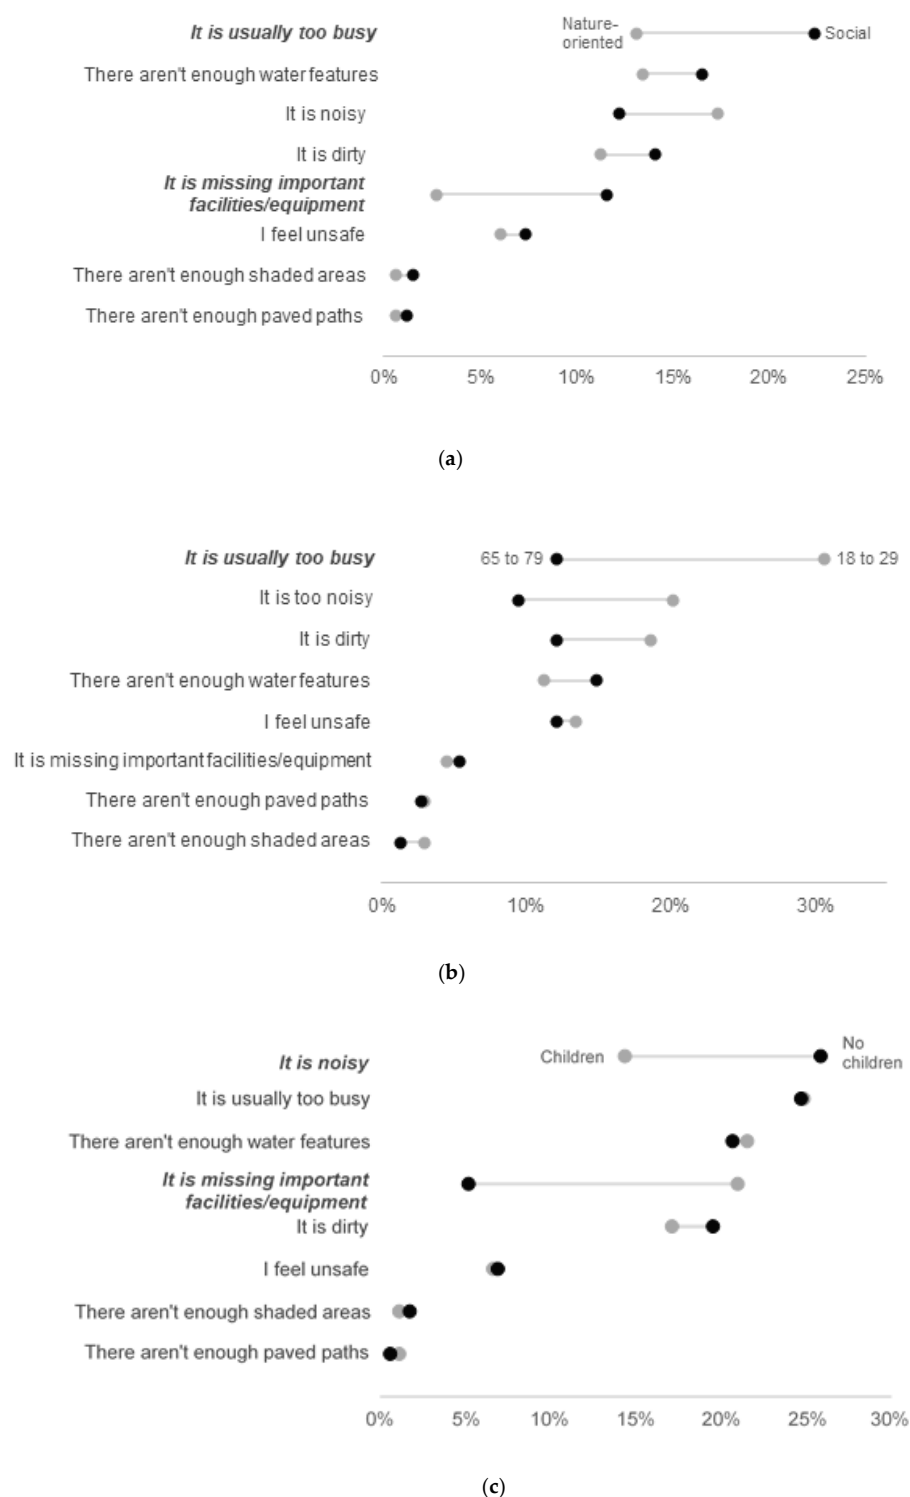 It is usually too busy
Nature-
oriented
Social
There aren't enough water features
It is noisy
It is dirty
It is missing important
facilities/equipment
I feel unsafe
There aren't enough shaded areas
There aren't enough paved paths
0% 5% 10% 15% 20% 25%
(a)
It is usually too busy
65 to 79
18 to 29
It is too noisy
It is dirty
There aren't enough water features
I feel unsafe
It is missing important facilities/equipment
There aren't enough paved paths
There aren't enough shaded areas
0% 10% 20% 30%
(b)
It is noisy
Children
No
children
It is usually too busy
There aren't enough water features
It is missing important
facilities/equipment
It is dirty
I feel unsafe
There aren't enough shaded areas
There aren't enough paved paths
0% 5% 10% 15% 20% 25% 30%
(c)